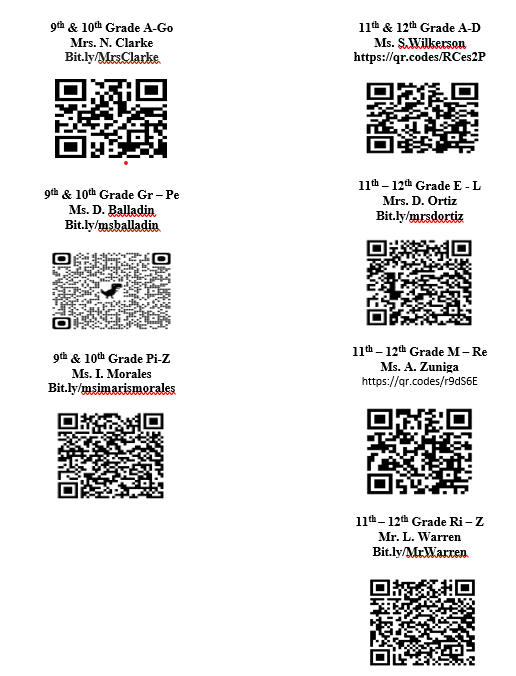 9th & 10th Grade A-Go
Mrs. N. Clarke
Bit.ly/MrsClarke
9th & 10th Grade Gr – Pe
Ms. D. Balladin
Bit.ly/msballadin
9th & 10th Grade Pi-Z
Ms. I. Morales
Bit.ly/msimarismorales
11th & 12th Grade A-D
Ms. S.Wilkerson
https://qr.codes/RCes2P
11th – 12th Grade E - L
Mrs. D. Ortiz
Bit.ly/mrsdortiz
11th – 12th Grade M – Re
Ms. A. Zuniga
https://qr.codes/r9dS6E
11th – 12th Grade Ri – Z
Mr. L. Warren
Bit.ly/MrWarren